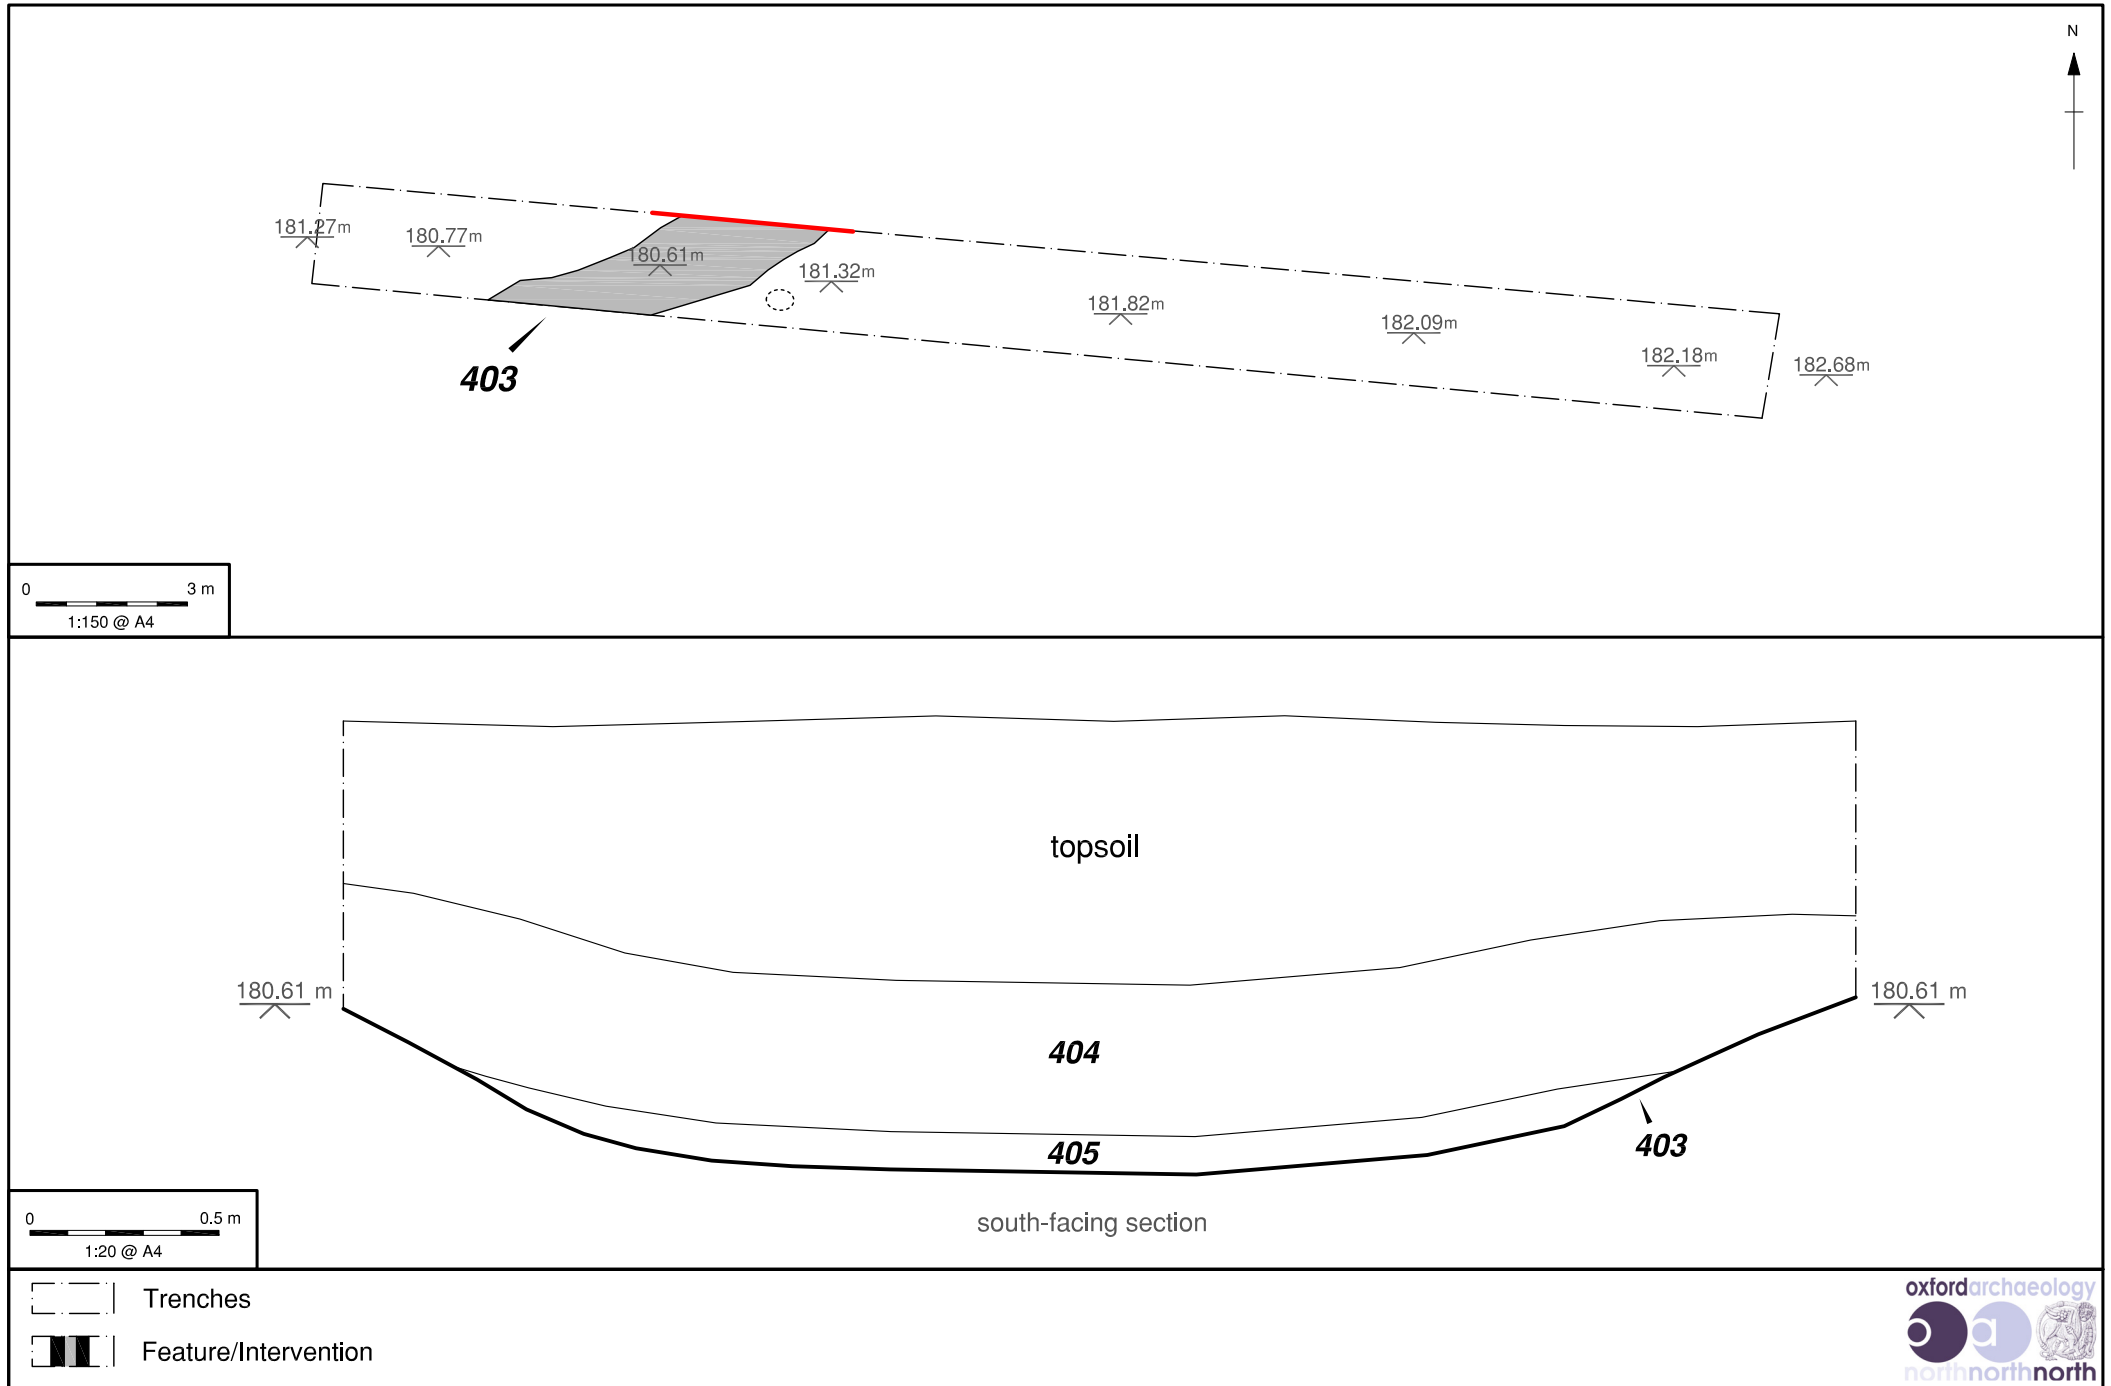 N
181.27m
180.77m
180.61m
181.32m
181.82m
182.09m
182.18m
182.68m
403
0 3 m
1:150 @ A4
topsoil
180.61 m
180.61 m
404
405
403
south-facing section
0 0.5 m
1:20 @ A4
Trenches
Feature/Intervention
oxfordarchaeology
oa
northnorthnorth